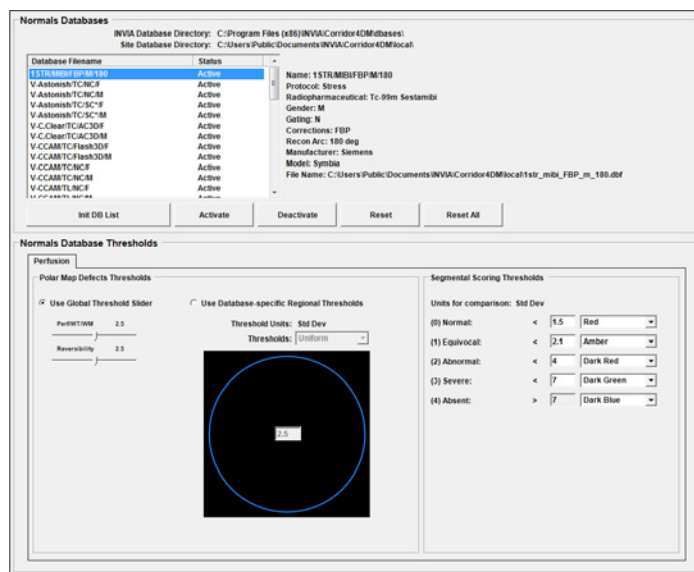 Normals Databases
INVIA Database Directory: C:\Program Files (x86)\INVIA\Corridor4DM\dbases\
Site Database Directory: C:\Users\Public\Documents\INVIA\Corridor4DM\local\
Database Filename Status
1STR/MIBI/FBP/M/180 Active
V-Astonish/TC/NC/F Active
V-Astonish/TC/NC/M Active
V-Astonish/TC/SC*/F Active
V-Astonish/TC/SC*/M Active
V-C.Clear/TC/AC3D/F Active
V-C.Clear/TC/AC3D/M Active
V-CCAM/TC/Flash3D/F Active
V-CCAM/TC/Flash3D/M Active
V-CCAM/TC/NC/F Active
V-CCAM/TC/NC/M Active
V-CCAM/TL/NC/F Active
V-CCAM/TL/NC/M Active
Name: 1STR/MIBI/FBP/M/180
Protocol: Stress
Radiopharmaceutical: Tc-99m Sestamibi
Gender: M
Gating: N
Corrections: FBP
Recon Arc: 180 deg
Manufacturer: Siemens
Model: Symbia
File Name: C:\Users\Public\Documents\INVIA\Corridor4DM\local\1str_mibi_FBP_m_180.dbf
Init DB List Activate Deactivate Reset Reset All
Normals Database Thresholds
Perfusion
Polar Map Defects Thresholds
Use Global Threshold Slider Use Database-specific Regional Thresholds
Perf/WT/WM 2.5
Reversibility 2.5
Threshold Units: Std Dev
Thresholds: Uniform
2.5
Segmental Scoring Thresholds
Units for comparison: Std Dev
(0) Normal: < 1.5 Red
(1) Equivocal: < 2.1 Amber
(2) Abnormal: < 4 Dark Red
(3) Severe: < 7 Dark Green
(4) Absent: > 7 Dark Blue